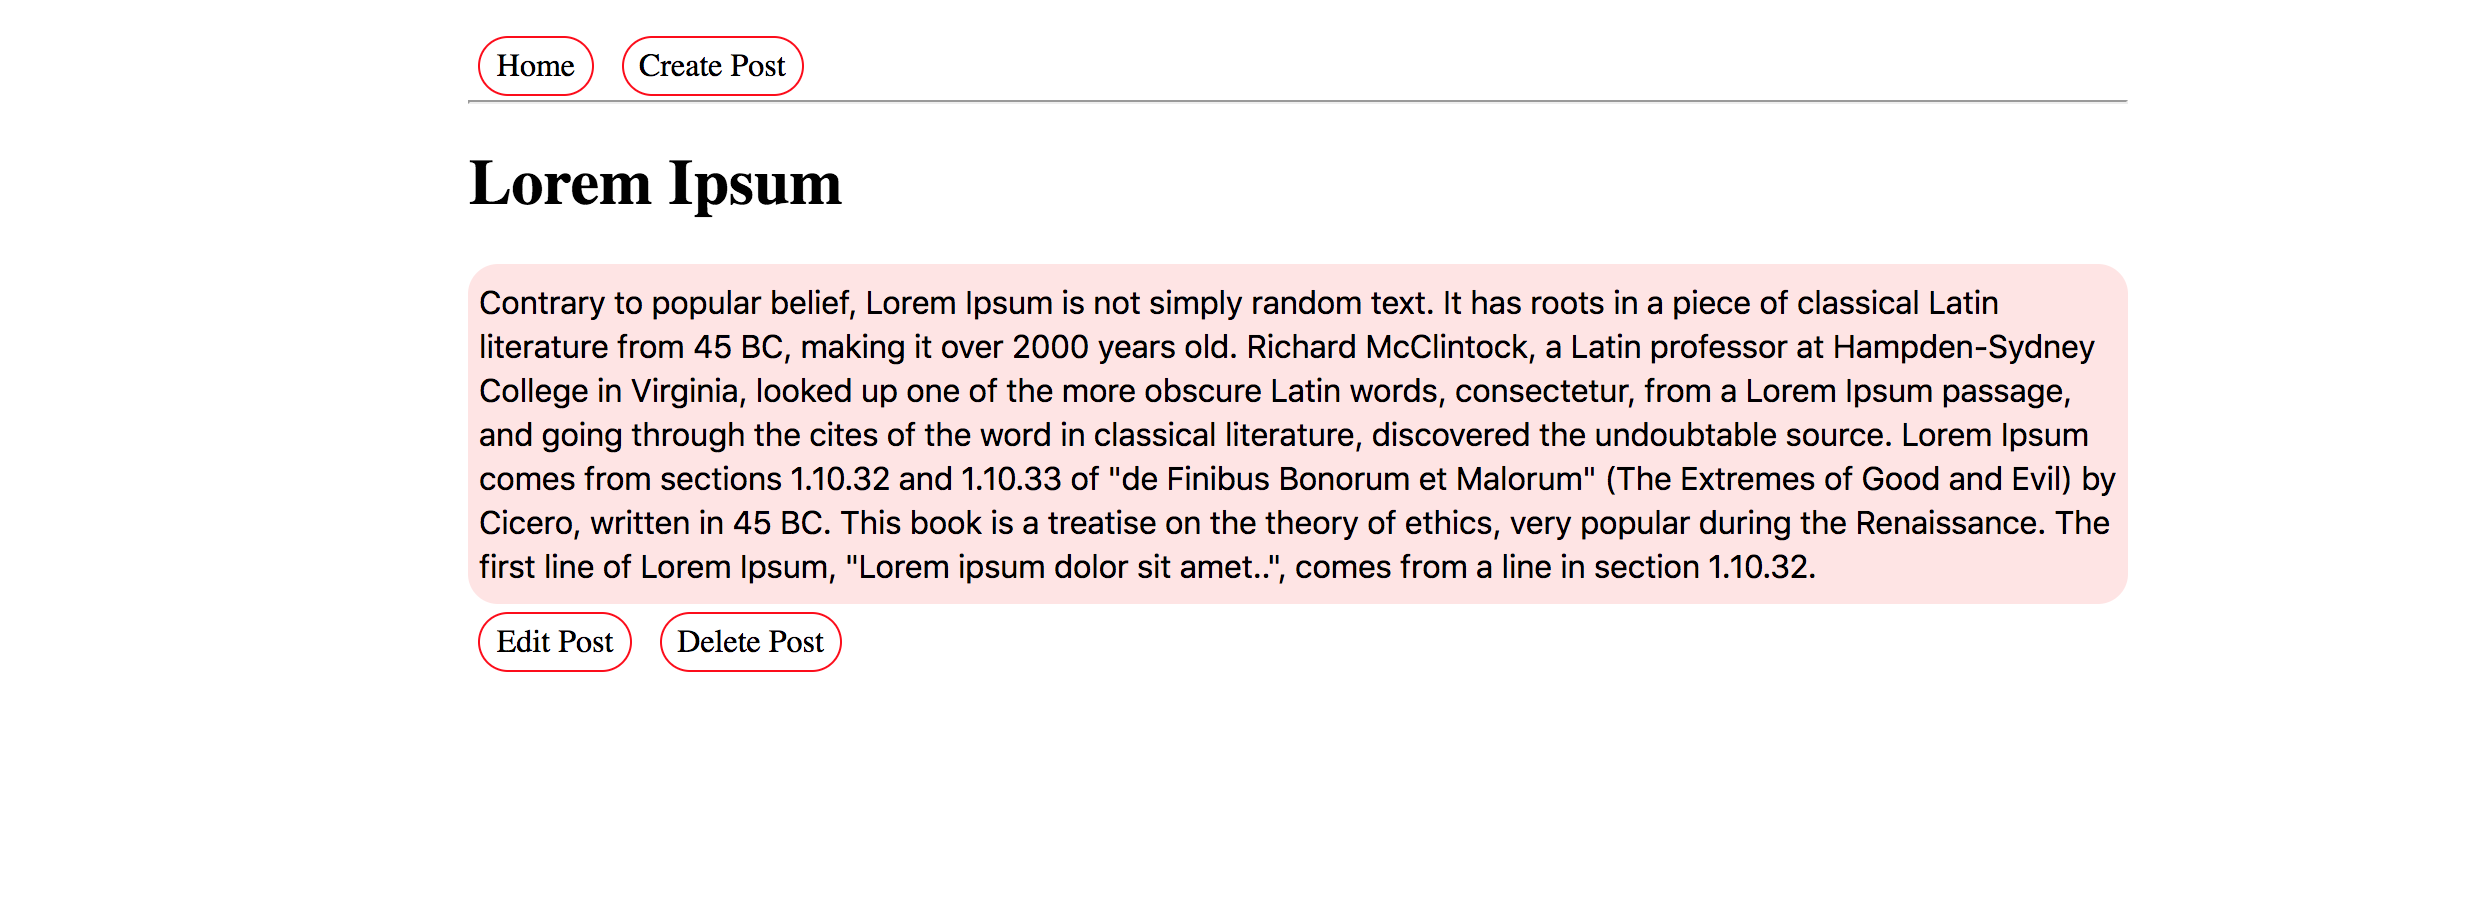 Home Create Post
Lorem Ipsum
Contrary to popular belief, Lorem Ipsum is not simply random text. It has roots in a piece of classical Latin
literature from 45 BC, making it over 2000 years old. Richard McClintock, a Latin professor at Hampden-Sydney
College in Virginia, looked up one of the more obscure Latin words, consectetur, from a Lorem Ipsum passage,
and going through the cites of the word in classical literature, discovered the undoubtable source. Lorem Ipsum
comes from sections 1.10.32 and 1.10.33 of "de Finibus Bonorum et Malorum" (The Extremes of Good and Evil) by
Cicero, written in 45 BC. This book is a treatise on the theory of ethics, very popular during the Renaissance. The
first line of Lorem Ipsum, "Lorem ipsum dolor sit amet..", comes from a line in section 1.10.32.
Edit Post Delete Post